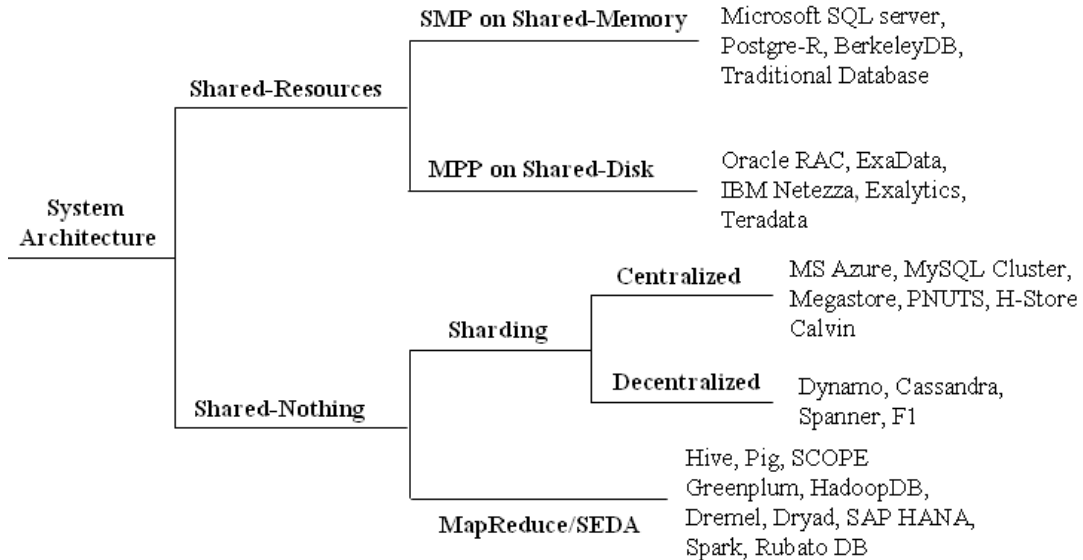 SMP on Shared-Memory
Microsoft SQL server,
Postgre-R, BerkeleyDB,
Traditional Database
Shared-Resources
MPP on Shared-Disk
Oracle RAC, ExaData,
IBM Netezza, Exalytics,
Teradata
System
Architecture
Centralized
MS Azure, MySQL Cluster,
Megastore, PNUTS, H-Store
Calvin
Sharding
Decentralized
Dynamo, Cassandra,
Spanner, F1
Shared-Nothing
Hive, Pig, SCOPE
Greenplum, HadoopDB,
Dremel, Dryad, SAP HANA,
Spark, Rubato DB
MapReduce/SEDA